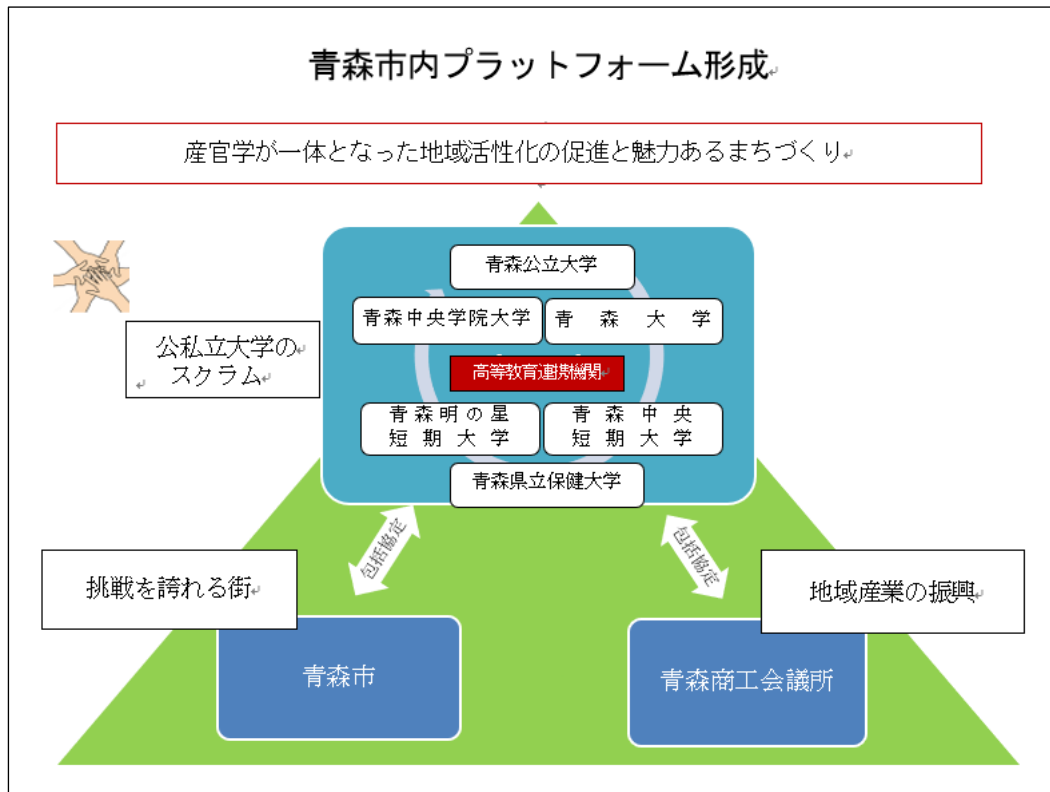 青森市内プラットフォーム形成
産官学が一体となった地域活性化の促進と魅力あるまちづくり
青森公立大学
青森中央学院大学
青森大学
公私立大学の
スクラム
高等教育連携機関
青森明の星
短期大学
青森中央
短期大学
青森県立保健大学
包括協定
包括協定
挑戦を誇れる街
地域産業の振興
青森市
青森商工会議所